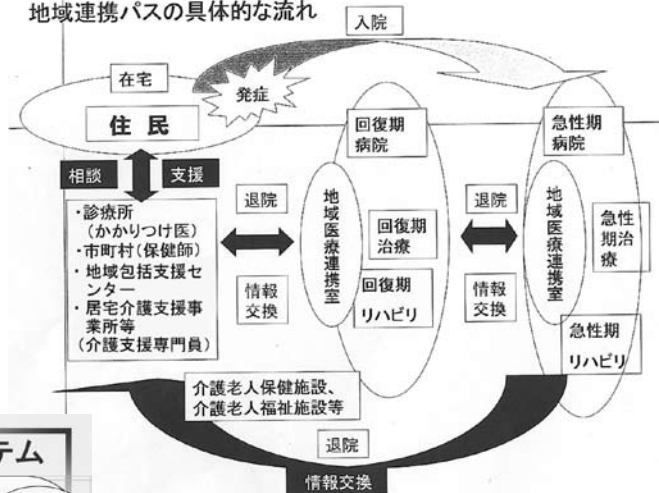 地域連携パスの具体的な流れ
入院
在宅
発症
住民
回復期
病院
急性期
病院
相談
支援
・診療所
(かかりつけ医)
・市町村(保健師)
・地域包括支援セ
ンター
・居宅介護支援事
業所等
(介護支援専門員)
退院
情報
交換
地域医療連携室
回復期
治療
回復期
リハビリ
退院
情報
交換
地域医療連携室
急性
期治
療
急性期
リハビリ
介護老人保健施設、
介護老人福祉施設等
退院
情報交換
テム